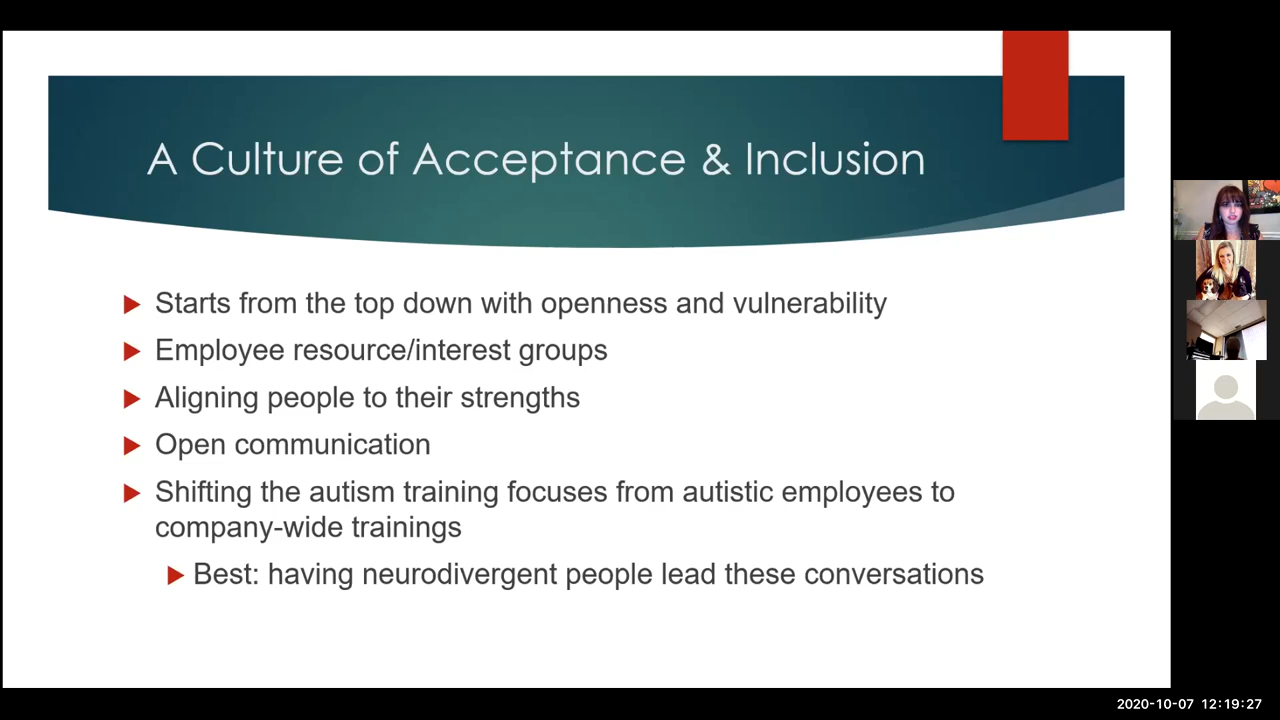 A Culture of Acceptance & Inclusion
Starts from the top down with openness and vulnerability
Employee resource/interest groups
Aligning people to their strengths
Open communication
Shifting the autism training focuses from autistic employees to
company-wide trainings
Best: having neurodivergent people lead these conversations
2020-10-07 12:19:27